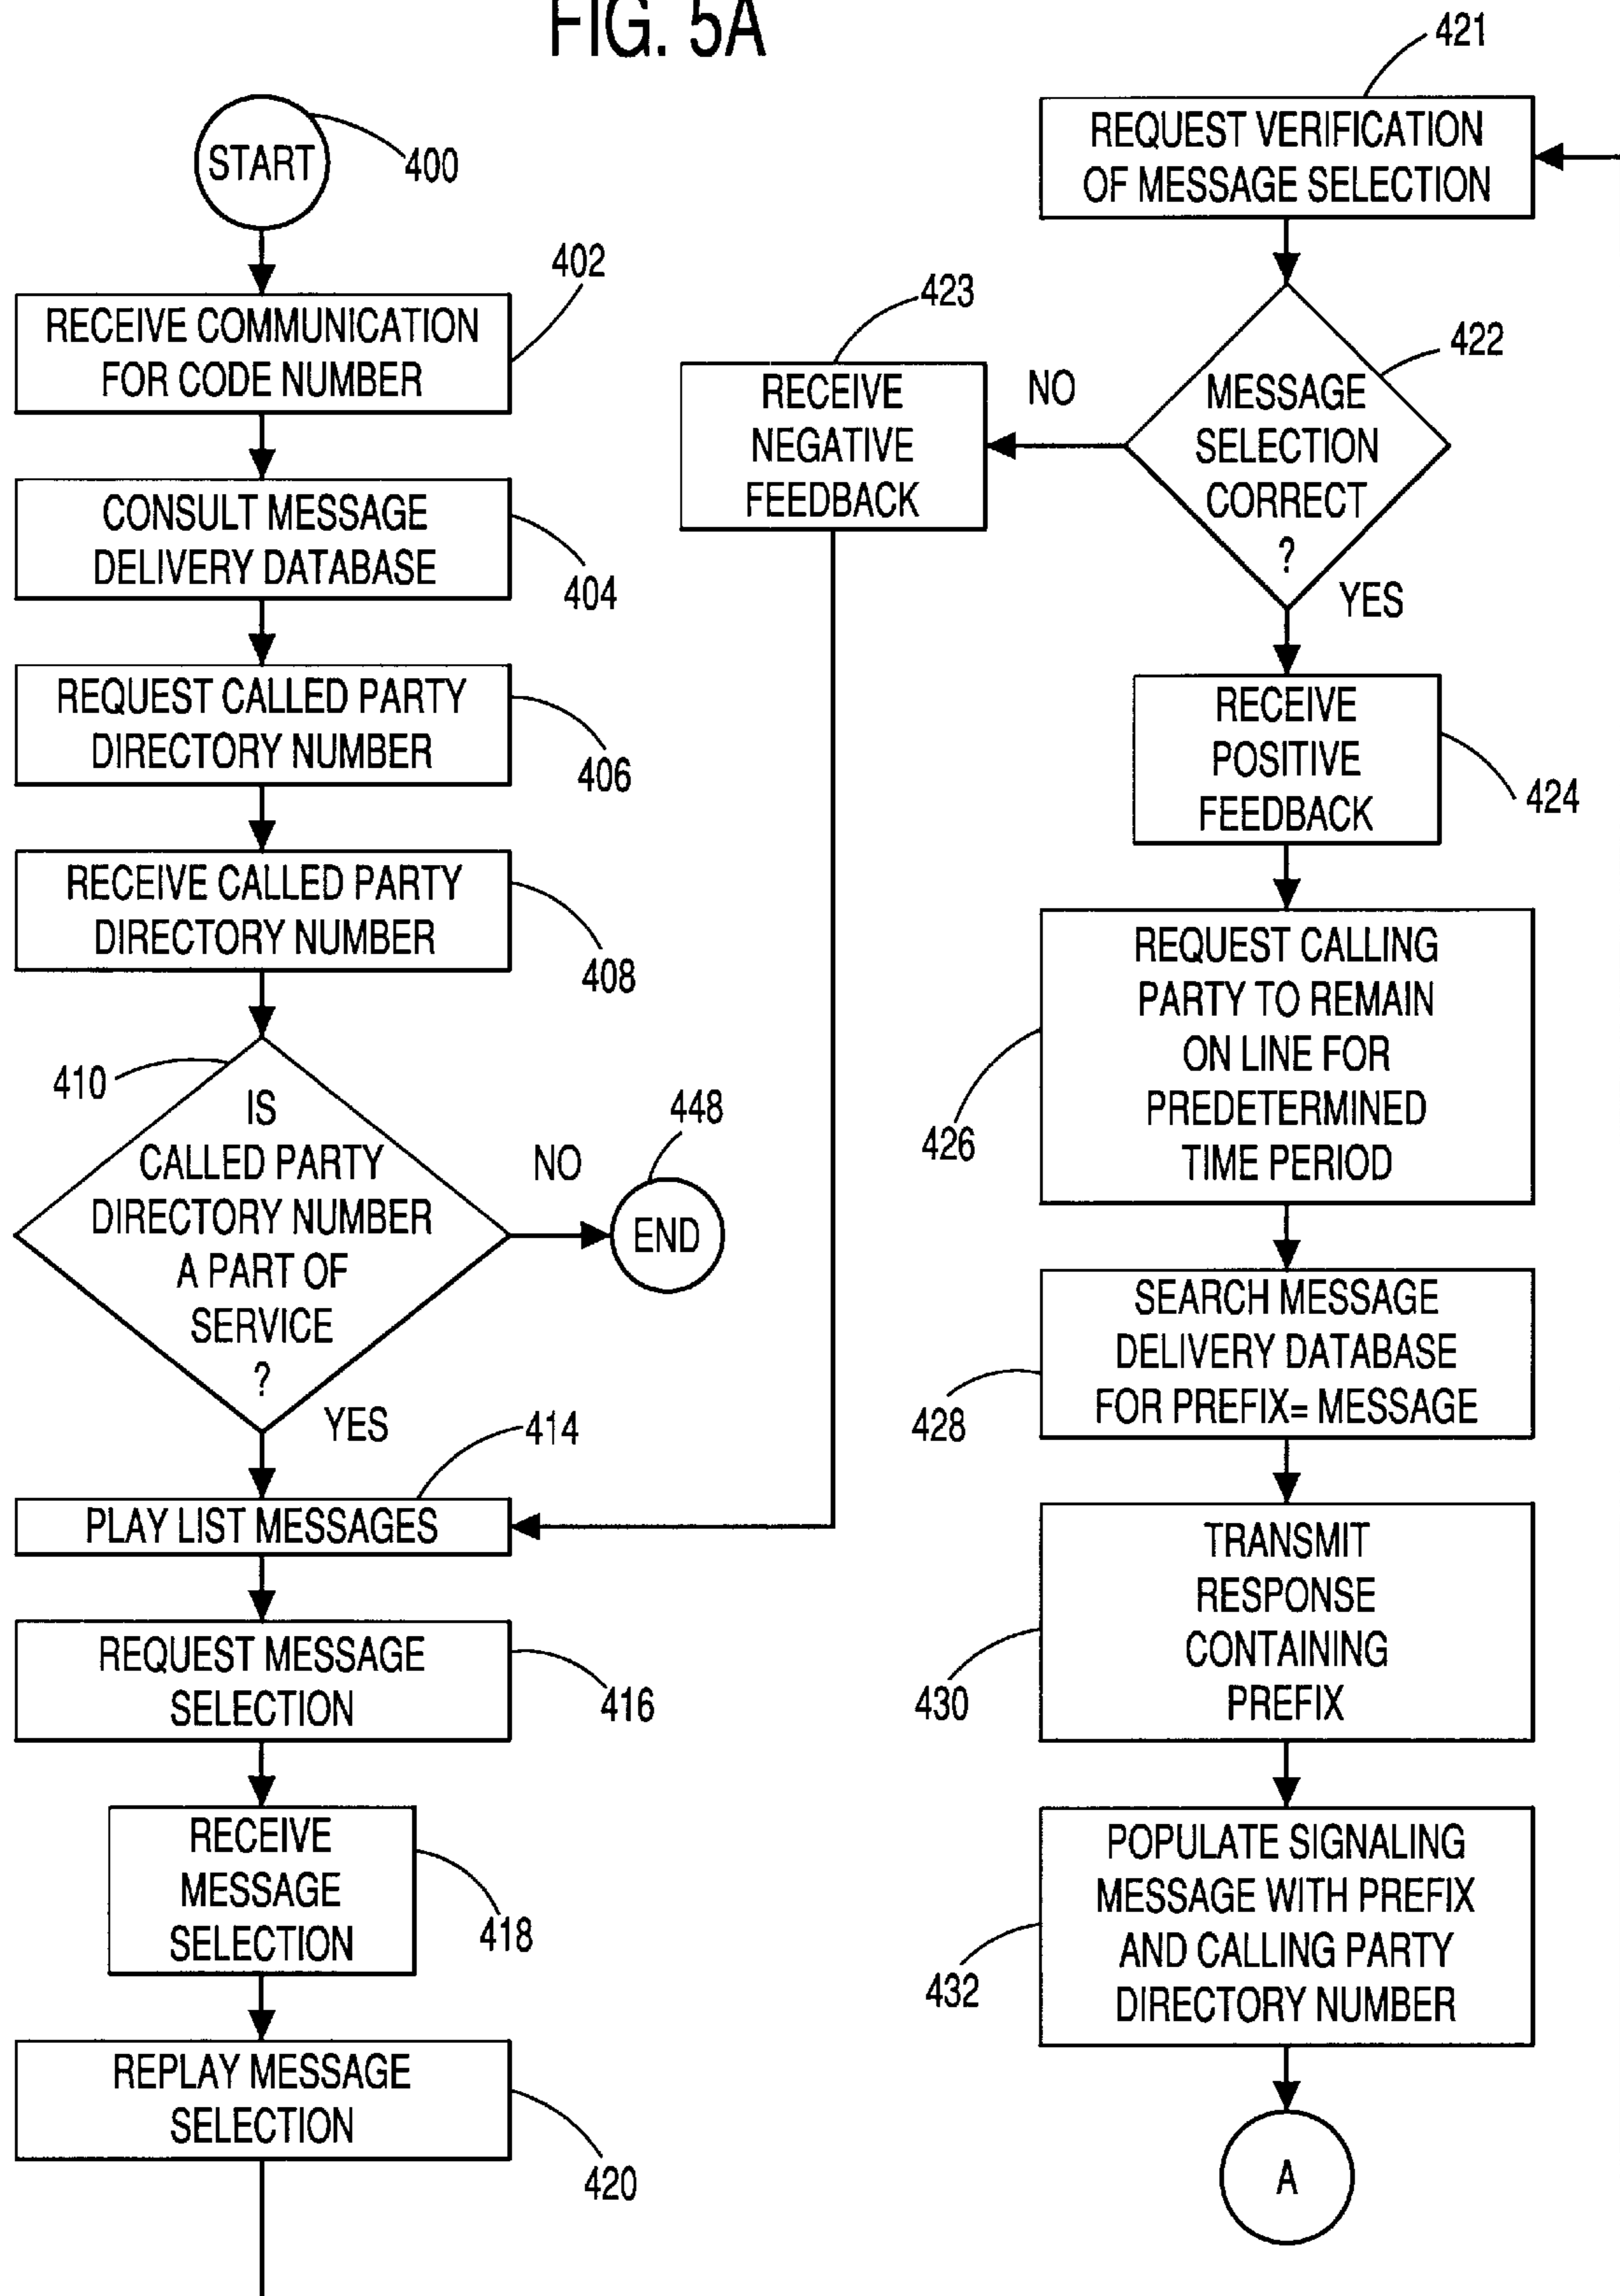 FIG. 5A
START
400
402
RECEIVE COMMUNICATION
FOR CODE NUMBER
CONSULT MESSAGE
DELIVERY DATABASE
404
REQUEST CALLED PARTY
DIRECTORY NUMBER
406
RECEIVE CALLED PARTY
DIRECTORY NUMBER
408
410
IS
CALLED PARTY
DIRECTORY NUMBER
A PART OF
SERVICE
?
NO
448
END
YES
414
PLAY LIST MESSAGES
REQUEST MESSAGE
SELECTION
416
RECEIVE
MESSAGE
SELECTION
418
REPLAY MESSAGE
SELECTION
420
421
REQUEST VERIFICATION
OF MESSAGE SELECTION
422
MESSAGE
SELECTION
CORRECT
?
NO
423
RECEIVE
NEGATIVE
FEEDBACK
YES
RECEIVE
POSITIVE
FEEDBACK
424
REQUEST CALLING
PARTY TO REMAIN
ON LINE FOR
PREDETERMINED
TIME PERIOD
426
SEARCH MESSAGE
DELIVERY DATABASE
FOR PREFIX= MESSAGE
428
TRANSMIT
RESPONSE
CONTAINING
PREFIX
430
POPULATE SIGNALING
MESSAGE WITH PREFIX
AND CALLING PARTY
DIRECTORY NUMBER
432
A